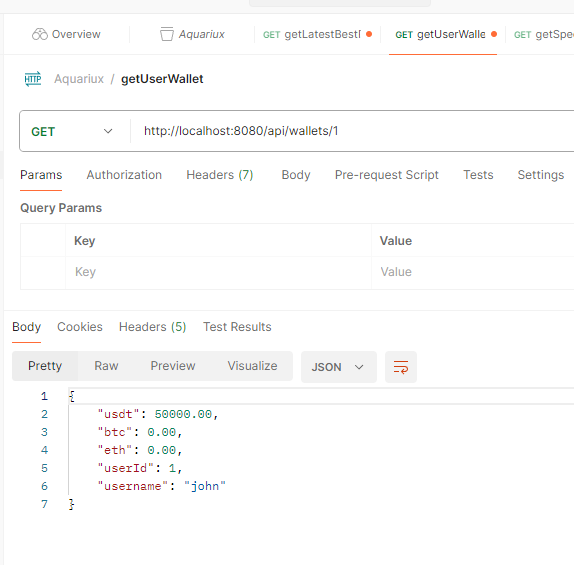 Overview Aquariux GET getLatestBest GET getUserWalle GET getSpe
HTTP Aquariux / getUserWallet
GET http://localhost:8080/api/wallets/1
Params Authorization Headers (7) Body Pre-request Script Tests Settings
Query Params
Key Value
Key Value
Body Cookies Headers (5) Test Results
Pretty Raw Preview Visualize JSON
1 {
2 "usdt": 50000.00,
3 "btc": 0.00,
4 "eth": 0.00,
5 "userId": 1,
6 "username": "john"
7 }